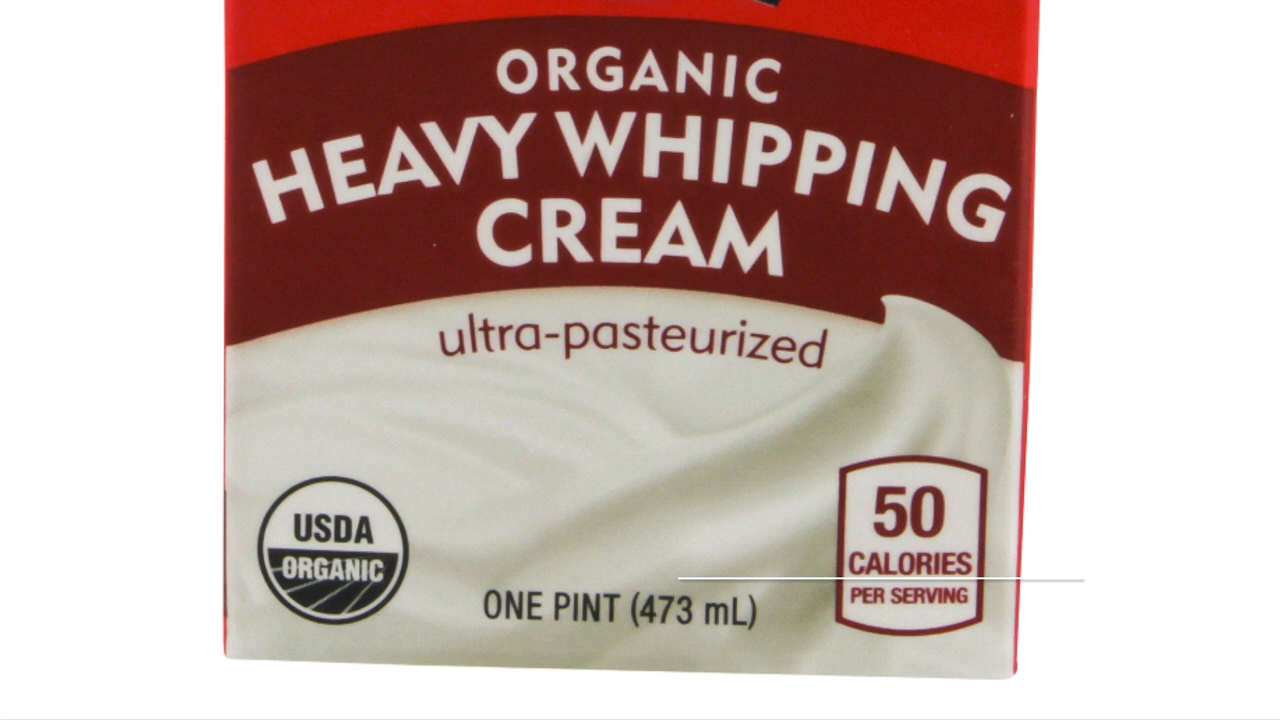 ORGANIC
HEAVY WHIPPING
CREAM
ultra-pasteurized
USDA
ORGANIC
ONE PINT (473 mL)
50
CALORIES
PER SERVING